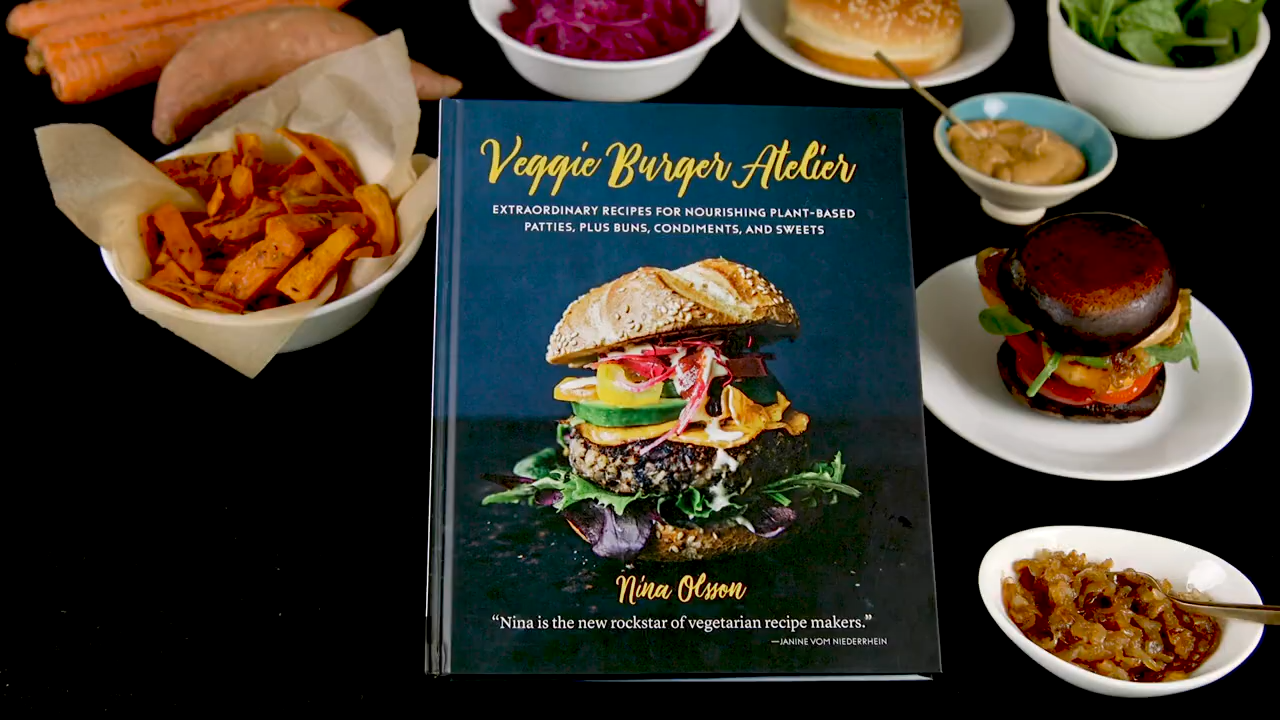 Veggie Burger Atelier
EXTRAORDINARY RECIPES FOR NOURISHING PLANT-BASED
PATTIES, PLUS BUNS, CONDIMENTS, AND SWEETS
Nina Olsson
“Nina is the new rockstar of vegetarian recipe makers.”
—JANINE VOM NIEDERRHEIN